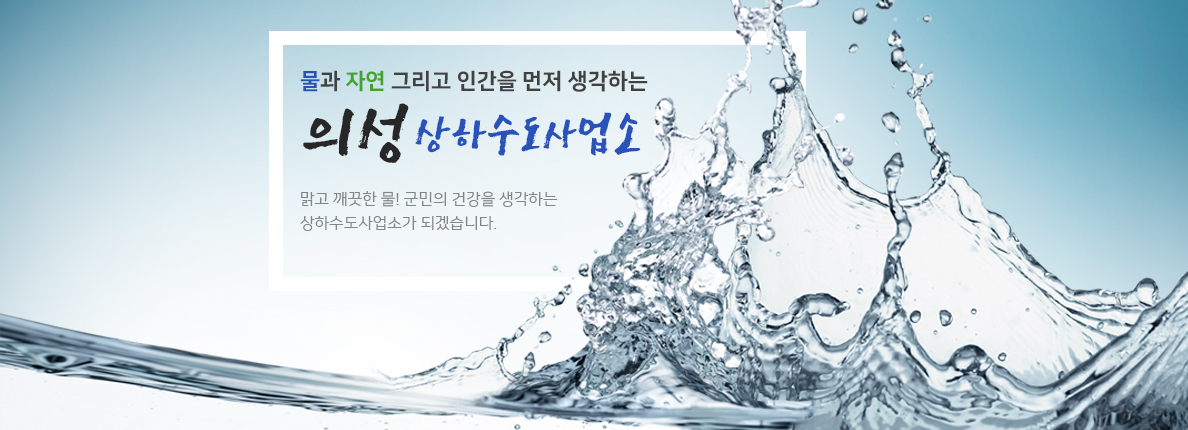 물과 자연 그리고 인간을 먼저 생각하는
의성 상하수도사업소
맑고 깨끗한 물! 군민의 건강을 생각하는
상하수도사업소가 되겠습니다.